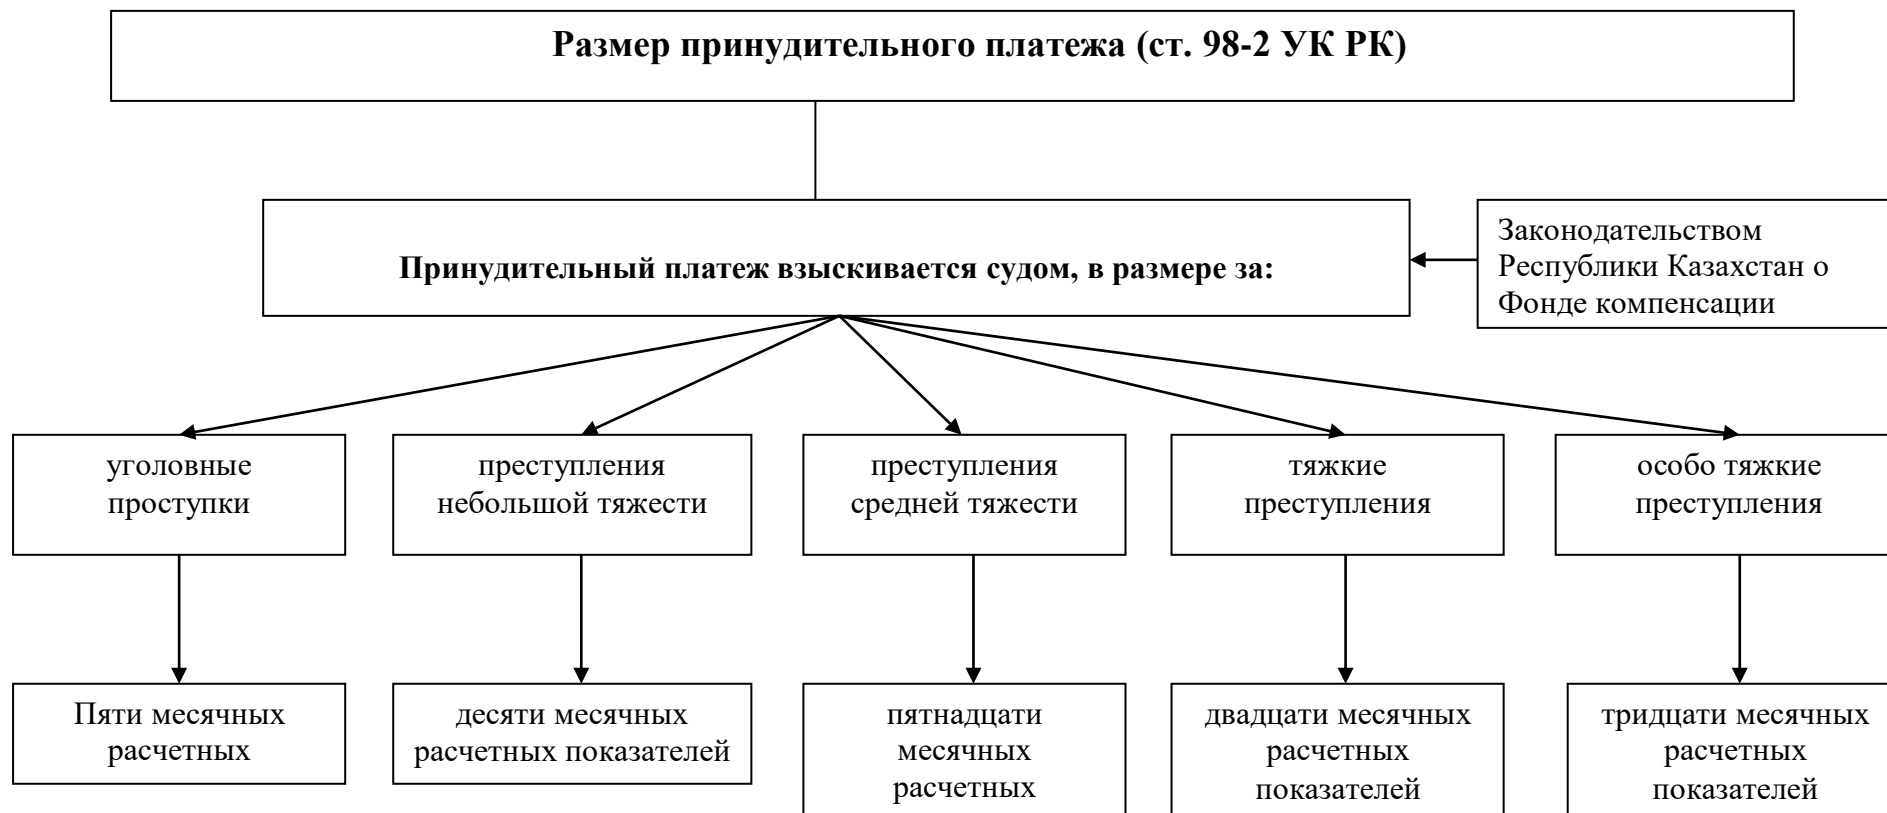 Размер принудительного платежа (ст. 98-2 УК РК)
Принудительный платеж взыскивается судом, в размере за:
Законодательством
Республики Казахстан о
Фонде компенсации
уголовные
проступки
преступления
небольшой тяжести
преступления
средней тяжести
тяжкие
преступления
особо тяжкие
преступления
Пяти месячных
расчетных
десяти месячных
расчетных показателей
пятнадцати
месячных
расчетных
двадцати месячных
расчетных
показателей
тридцати месячных
расчетных
показателей